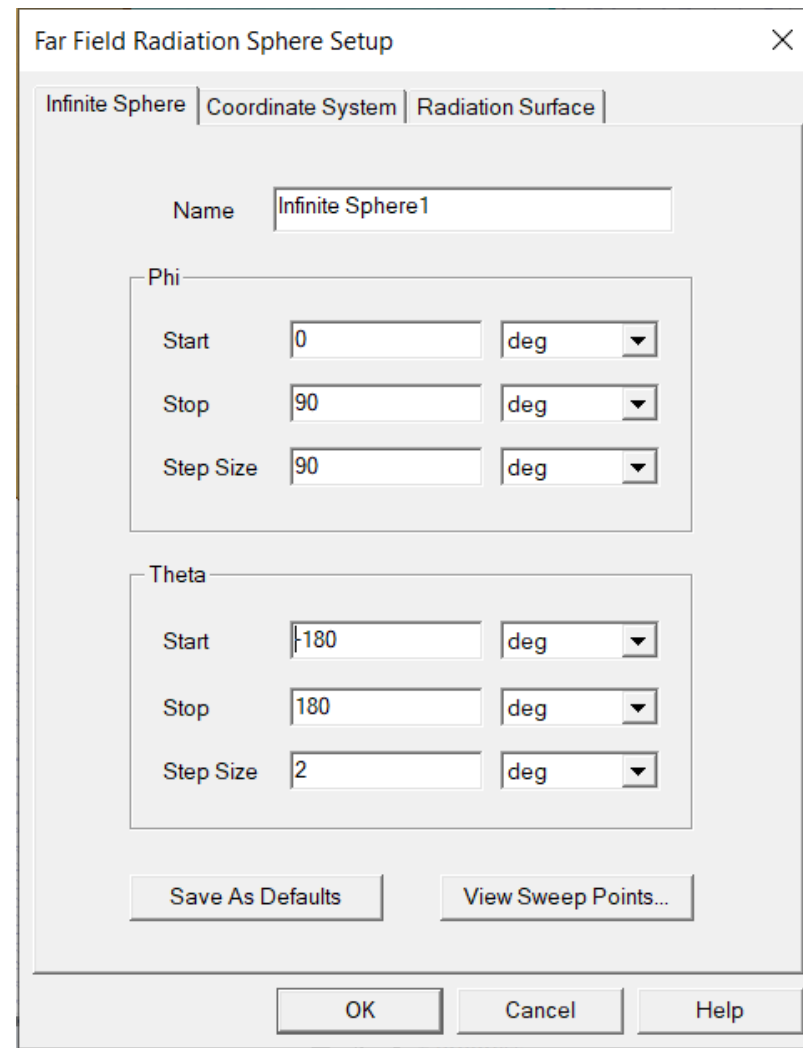 Far Field Radiation Sphere Setup
Infinite Sphere Coordinate System Radiation Surface
Name Infinite Sphere1
Phi
Start 0 deg
Stop 90 deg
Step Size 90 deg
Theta
Start -180 deg
Stop 180 deg
Step Size 2 deg
Save As Defaults View Sweep Points...
OK Cancel Help